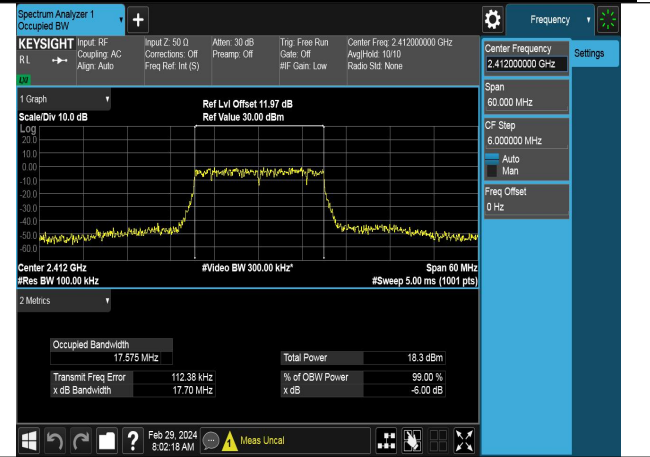 Spectrum Analyzer 1
Occupied BW
+
Frequency
KEYSIGHT
Input: RF
Coupling: AC
Align: Auto
Input Z: 50 Ω
Corrections: Off
Freq Ref: Int (S)
Atten: 30 dB
Preamp: Off
Trig: Free Run
Gate: Off
#IF Gain: Low
Center Freq: 2.412000000 GHz
Avg|Hold: 10/10
Radio Std: None
RL
Center Frequency
2.412000000 GHz
Settings
Span
60.000 MHz
CF Step
6.000000 MHz
Auto
Man
Freq Offset
0 Hz
1 Graph
Scale/Div 10.0 dB
Ref Lvl Offset 11.97 dB
Ref Value 30.00 dBm
Log
20.0
10.0
0.00
-10.0
-20.0
-30.0
-40.0
-50.0
-60.0
Center 2.412 GHz
#Res BW 100.00 kHz
#Video BW 300.00 kHz*
Span 60 MHz
#Sweep 5.00 ms (1001 pts)
2 Metrics
Occupied Bandwidth
17.575 MHz
Total Power 18.3 dBm
Transmit Freq Error 112.38 kHz
% of OBW Power 99.00 %
x dB Bandwidth 17.70 MHz
x dB -6.00 dB
?
Feb 29, 2024
8:02:18 AM
Meas Uncal